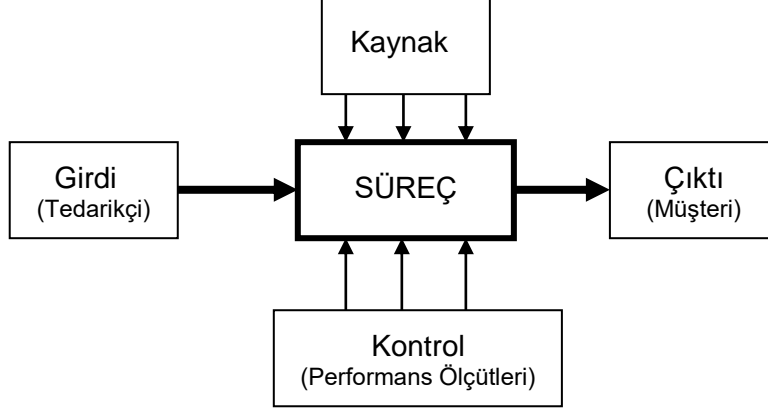 Kaynak
Girdi
(Tedarikçi)
SÜREÇ
Çıktı
(Müşteri)
Kontrol
(Performans Ölçütleri)